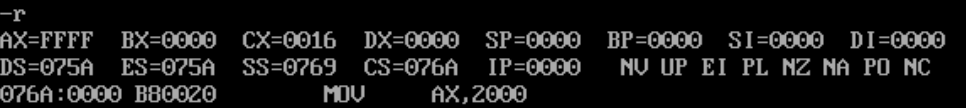 -r
AX=FFFF BX=0000 CX=0016 DX=0000 SP=0000 BP=0000 SI=0000 DI=0000
DS=075A ES=075A SS=0769 CS=076A IP=0000 NV UP EI PL NZ NA PO NC
076A:0000 B80020 MOV AX,2000